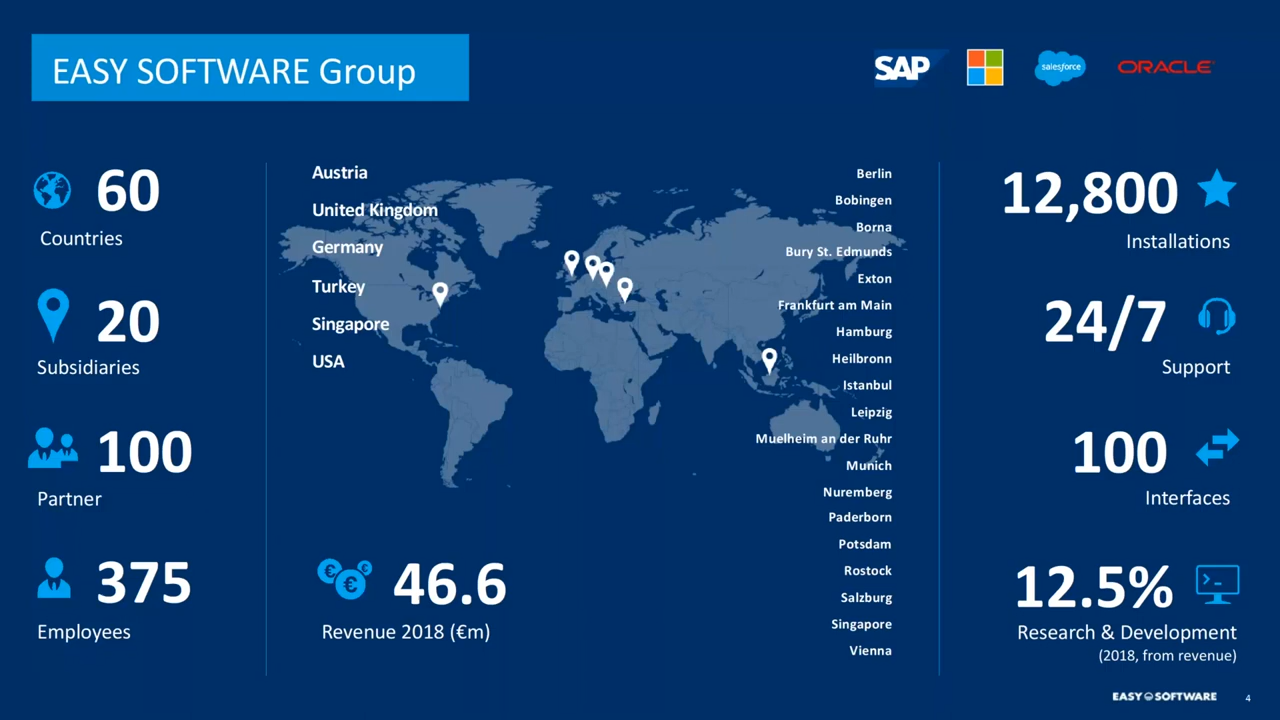 EASY SOFTWARE Group
SAP
salesforce
ORACLE
60
Countries
20
Subsidiaries
100
Partner
375
Employees
Austria
United Kingdom
Germany
Turkey
Singapore
USA
€ € €
46.6
Revenue 2018 (€m)
Berlin
Bobingen
Borna
Bury St. Edmunds
Exton
Frankfurt am Main
Hamburg
Heilbronn
Istanbul
Leipzig
Muelheim an der Ruhr
Munich
Nuremberg
Paderborn
Potsdam
Rostock
Salzburg
Singapore
Vienna
12,800
Installations
24/7
Support
100
Interfaces
12.5%
Research & Development
(2018, from revenue)
EASY SOFTWARE
4